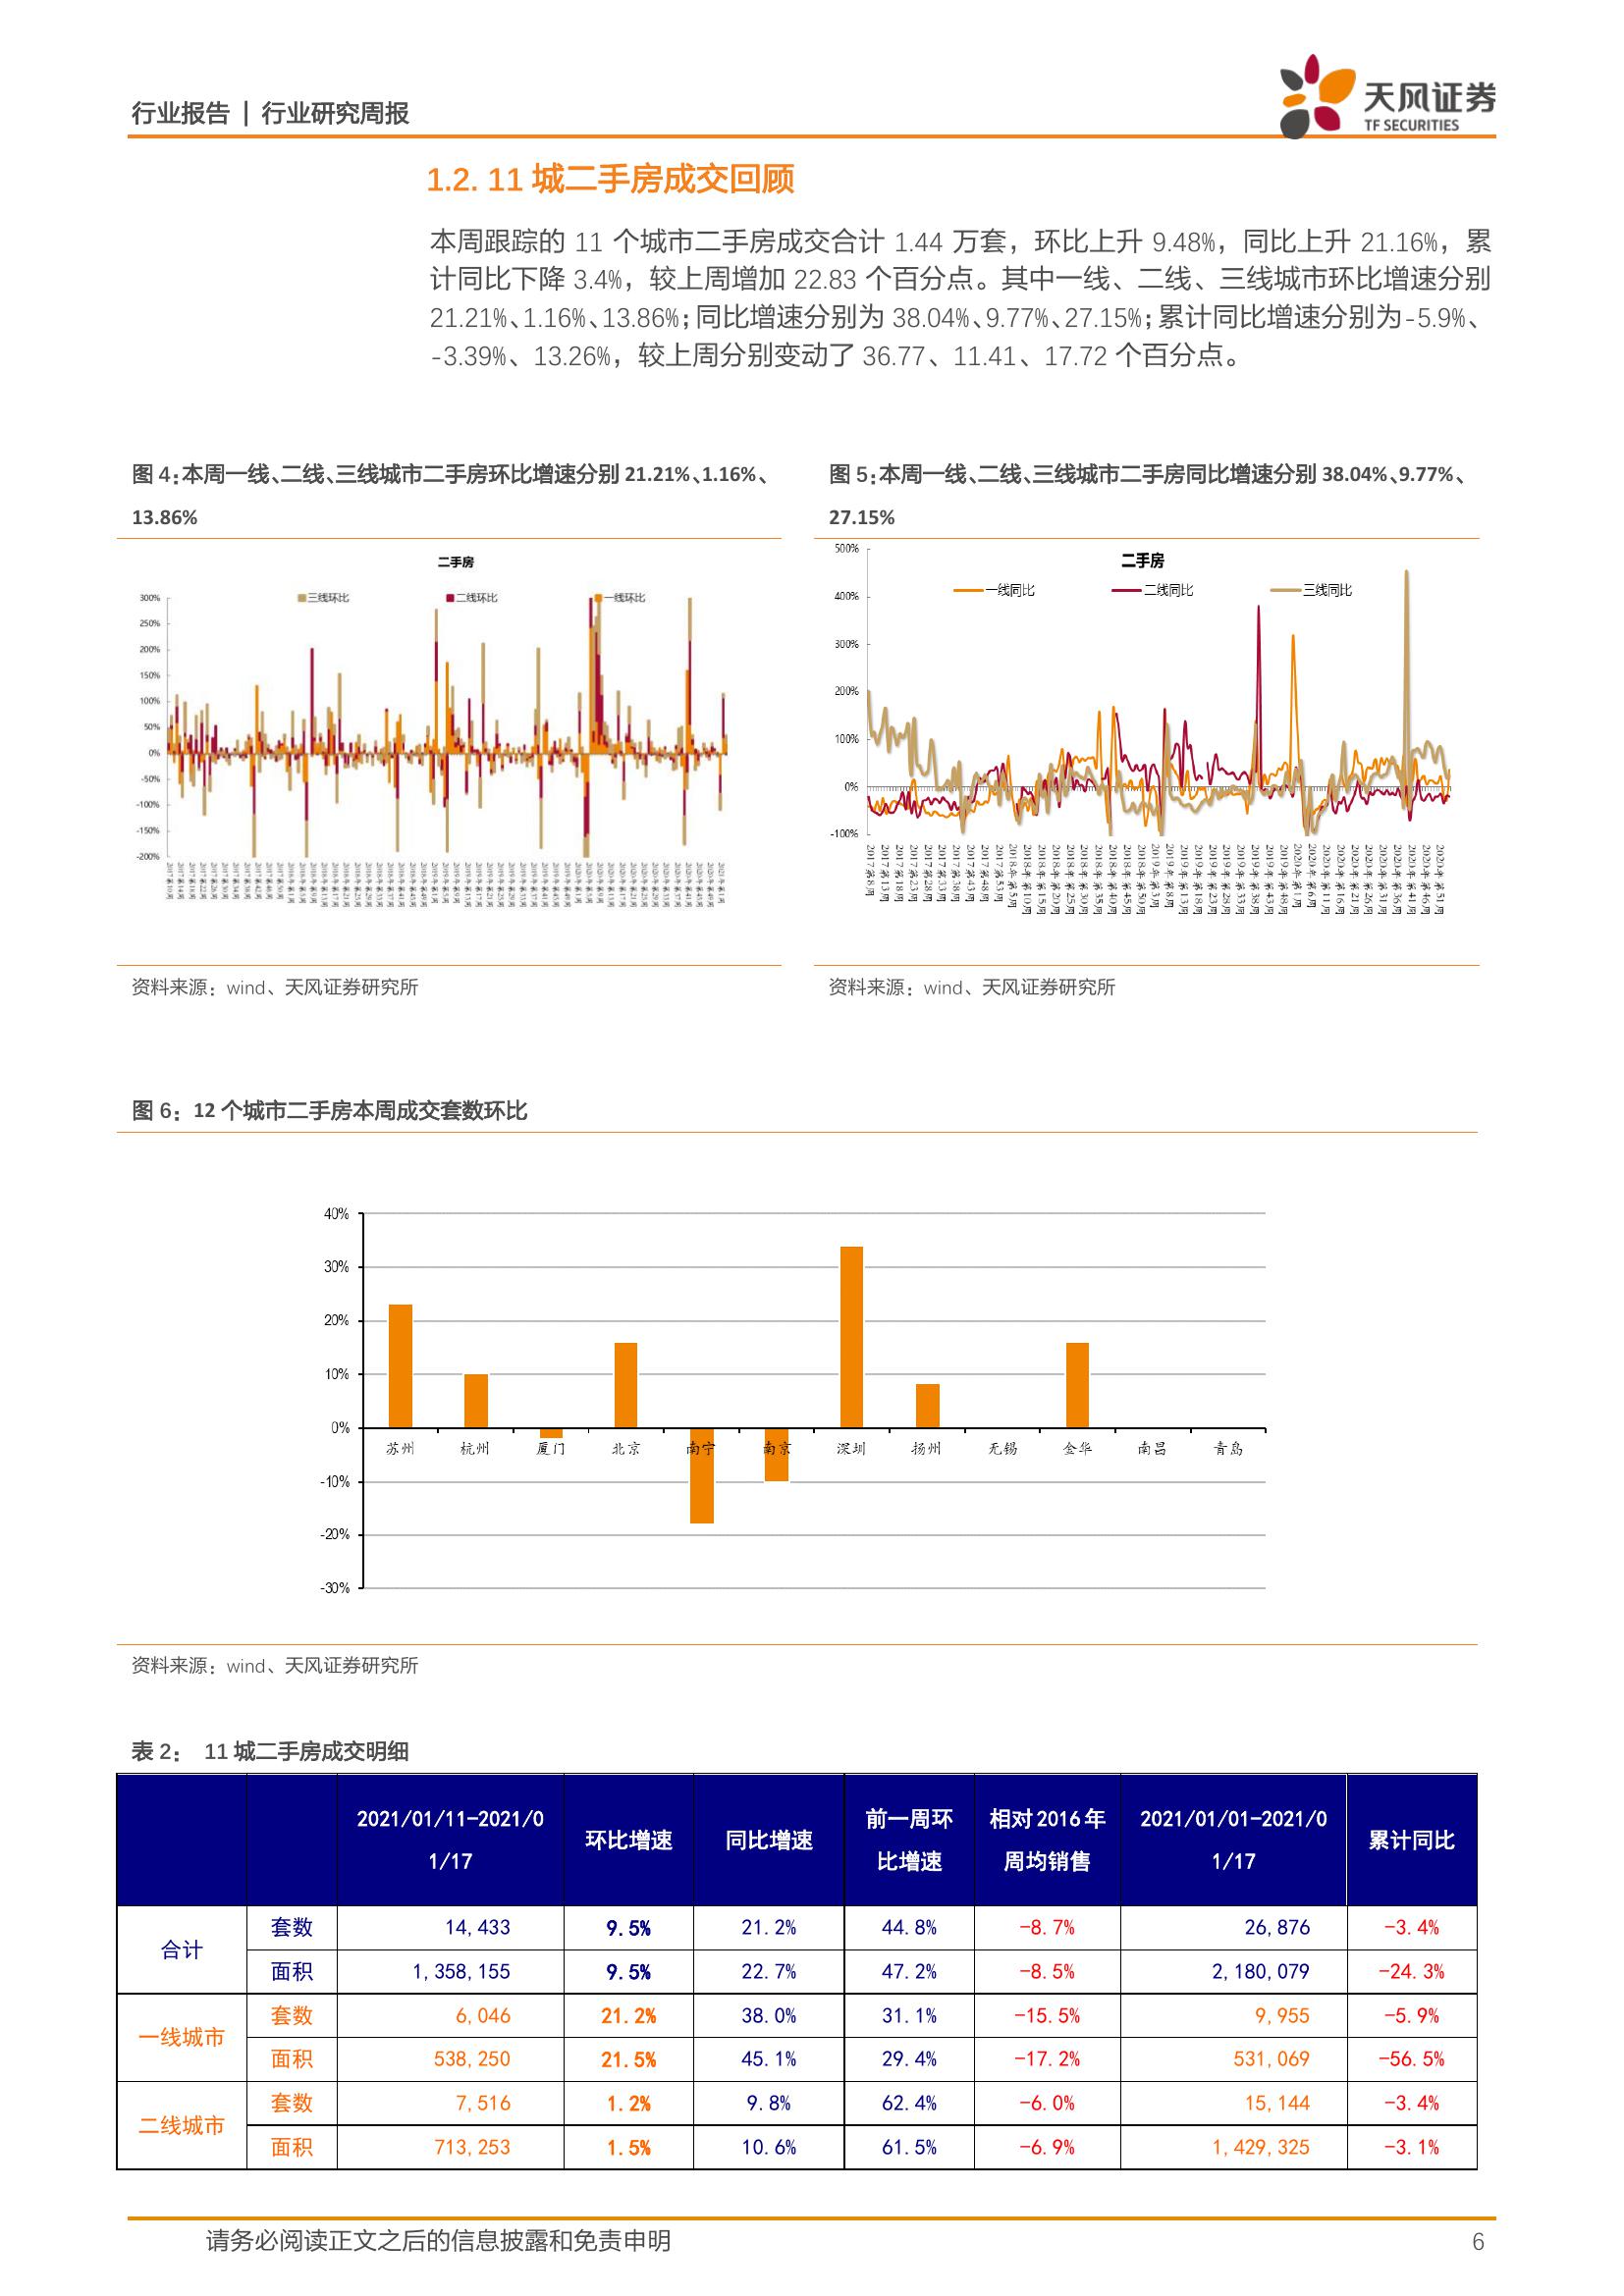 行业报告 | 行业研究周报
天风证券
TF SECURITIES
1.2. 11 城二手房成交回顾
本周跟踪的 11 个城市二手房成交合计 1.44 万套，环比上升 9.48%，同比上升 21.16%，累
计同比下降 3.4%，较上周增加 22.83 个百分点。其中一线、二线、三线城市环比增速分别
21.21%、1.16%、13.86%；同比增速分别为 38.04%、9.77%、27.15%；累计同比增速分别为-5.9%、
-3.39%、13.26%，较上周分别变动了 36.77、11.41、17.72 个百分点。
图 4：本周一线、二线、三线城市二手房环比增速分别 21.21%、1.16%、
13.86%
二手房
三线环比 二线环比 一线环比
300%
250%
200%
150%
100%
50%
0%
-50%
-100%
-150%
-200%
资料来源：wind、天风证券研究所
图 5：本周一线、二线、三线城市二手房同比增速分别 38.04%、9.77%、
27.15%
二手房
一线同比 二线同比 三线同比
500%
400%
300%
200%
100%
0%
-100%
资料来源：wind、天风证券研究所
图 6：12 个城市二手房本周成交套数环比
40%
30%
20%
10%
0%
-10%
-20%
-30%
苏州 杭州 厦门 北京 南宁 南京 深圳 扬州 无锡 金华 南昌 青岛
资料来源：wind、天风证券研究所
表 2： 11 城二手房成交明细
2021/01/11-2021/0
1/17 环比增速 同比增速 前一周环
比增速 相对 2016 年
周均销售 2021/01/01-2021/0
1/17 累计同比
合计 套数 14,433 9.5% 21.2% 44.8% -8.7% 26,876 -3.4%
面积 1,358,155 9.5% 22.7% 47.2% -8.5% 2,180,079 -24.3%
一线城市 套数 6,046 21.2% 38.0% 31.1% -15.5% 9,955 -5.9%
面积 538,250 21.5% 45.1% 29.4% -17.2% 531,069 -56.5%
二线城市 套数 7,516 1.2% 9.8% 62.4% -6.0% 15,144 -3.4%
面积 713,253 1.5% 10.6% 61.5% -6.9% 1,429,325 -3.1%
请务必阅读正文之后的信息披露和免责申明 6